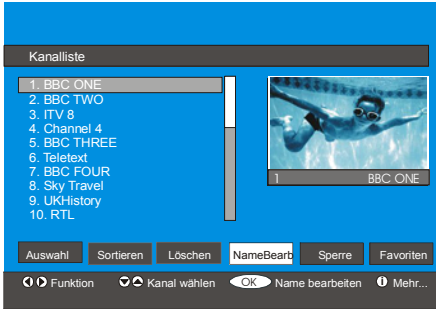 Kanalliste
1. BBC ONE
2. BBC TWO
3. ITV 8
4. Channel 4
5. BBC THREE
6. Teletext
7. BBC FOUR
8. Sky Travel
9. UKHistory
10. RTL
1 BBC ONE
Auswahl Sortieren Löschen NameBearb Sperre Favoriten
Funktion Kanal wählen OK Name bearbeiten i Mehr...